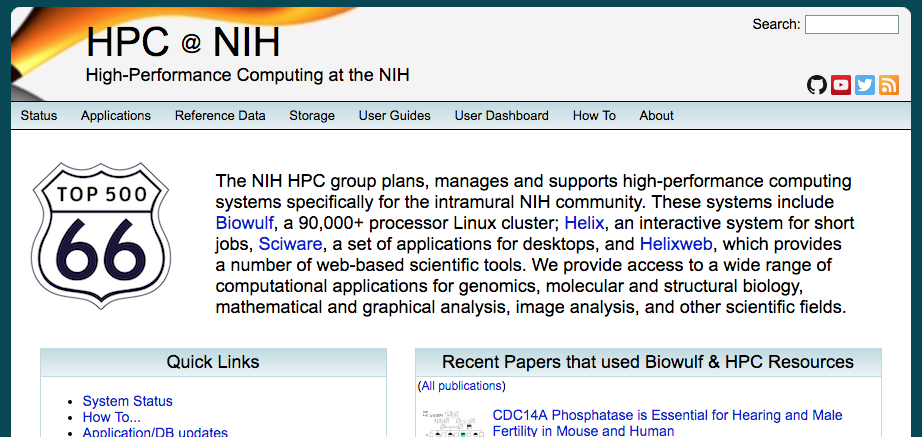 HPC @ NIH
High-Performance Computing at the NIH
Search:
Status Applications Reference Data Storage User Guides User Dashboard How To About
TOP 500
66
The NIH HPC group plans, manages and supports high-performance computing
systems specifically for the intramural NIH community. These systems include
Biowulf, a 90,000+ processor Linux cluster; Helix, an interactive system for short
jobs, Sciware, a set of applications for desktops, and Helixweb, which provides
a number of web-based scientific tools. We provide access to a wide range of
computational applications for genomics, molecular and structural biology,
mathematical and graphical analysis, image analysis, and other scientific fields.
Quick Links
• System Status
• How To...
• Application/DB updates
Recent Papers that used Biowulf & HPC Resources
(All publications)
CDC14A Phosphatase is Essential for Hearing and Male
Fertility in Mouse and Human